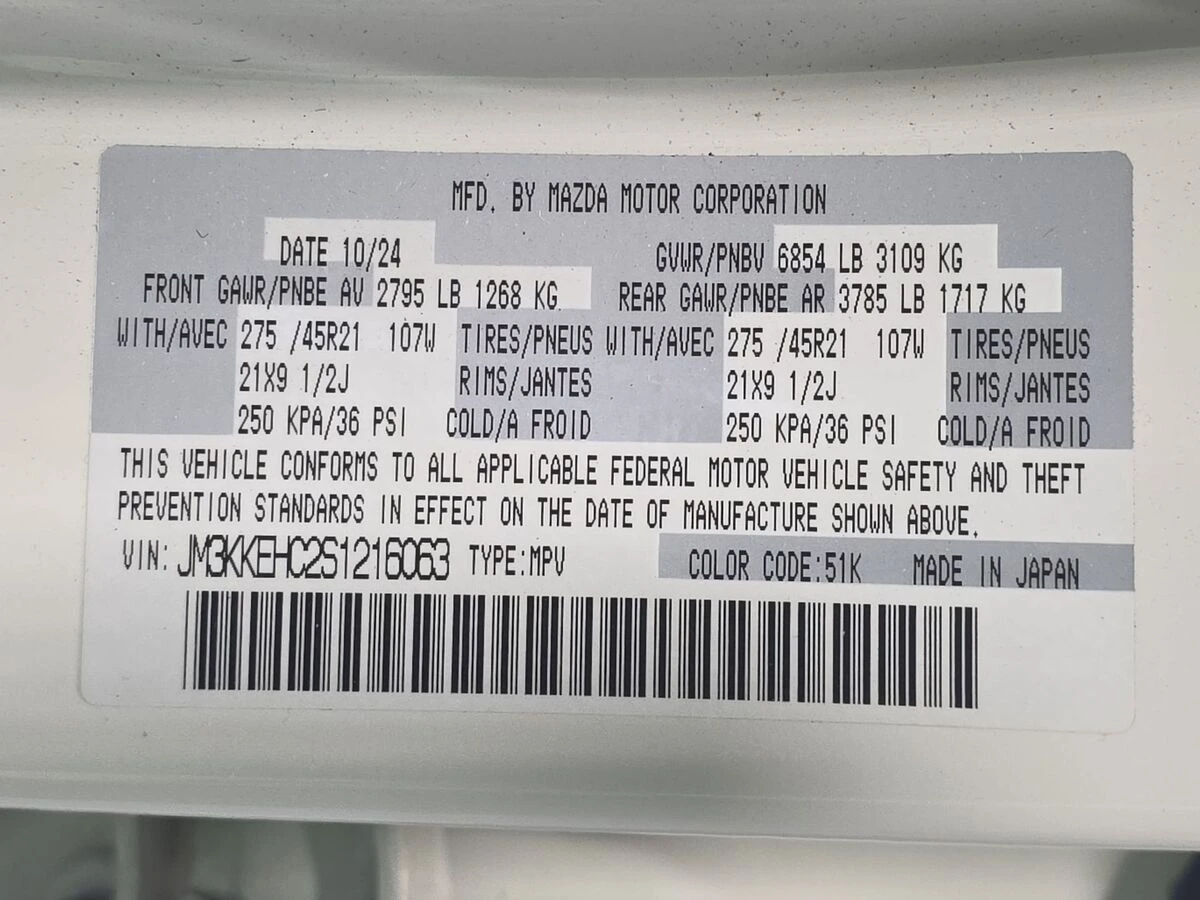 MFD. BY MAZDA MOTOR CORPORATION
DATE 10/24 GVWR/PNBV 6854 LB 3109 KG
FRONT GAWR/PNBE AV 2795 LB 1268 KG REAR GAWR/PNBE AR 3785 LB 1717 KG
WITH/AVEC 275 /45R21 107W TIRES/PNEUS WITH/AVEC 275 /45R21 107W TIRES/PNEUS
21X9 1/2J RIMS/JANTES 21X9 1/2J RIMS/JANTES
250 KPA/36 PSI COLD/A FROID 250 KPA/36 PSI COLD/A FROID
THIS VEHICLE CONFORMS TO ALL APPLICABLE FEDERAL MOTOR VEHICLE SAFETY AND THEFT
PREVENTION STANDARDS IN EFFECT ON THE DATE OF MANUFACTURE SHOWN ABOVE.
VIN: JM3KKEHC2S1216063 TYPE:MPV COLOR CODE:51K MADE IN JAPAN